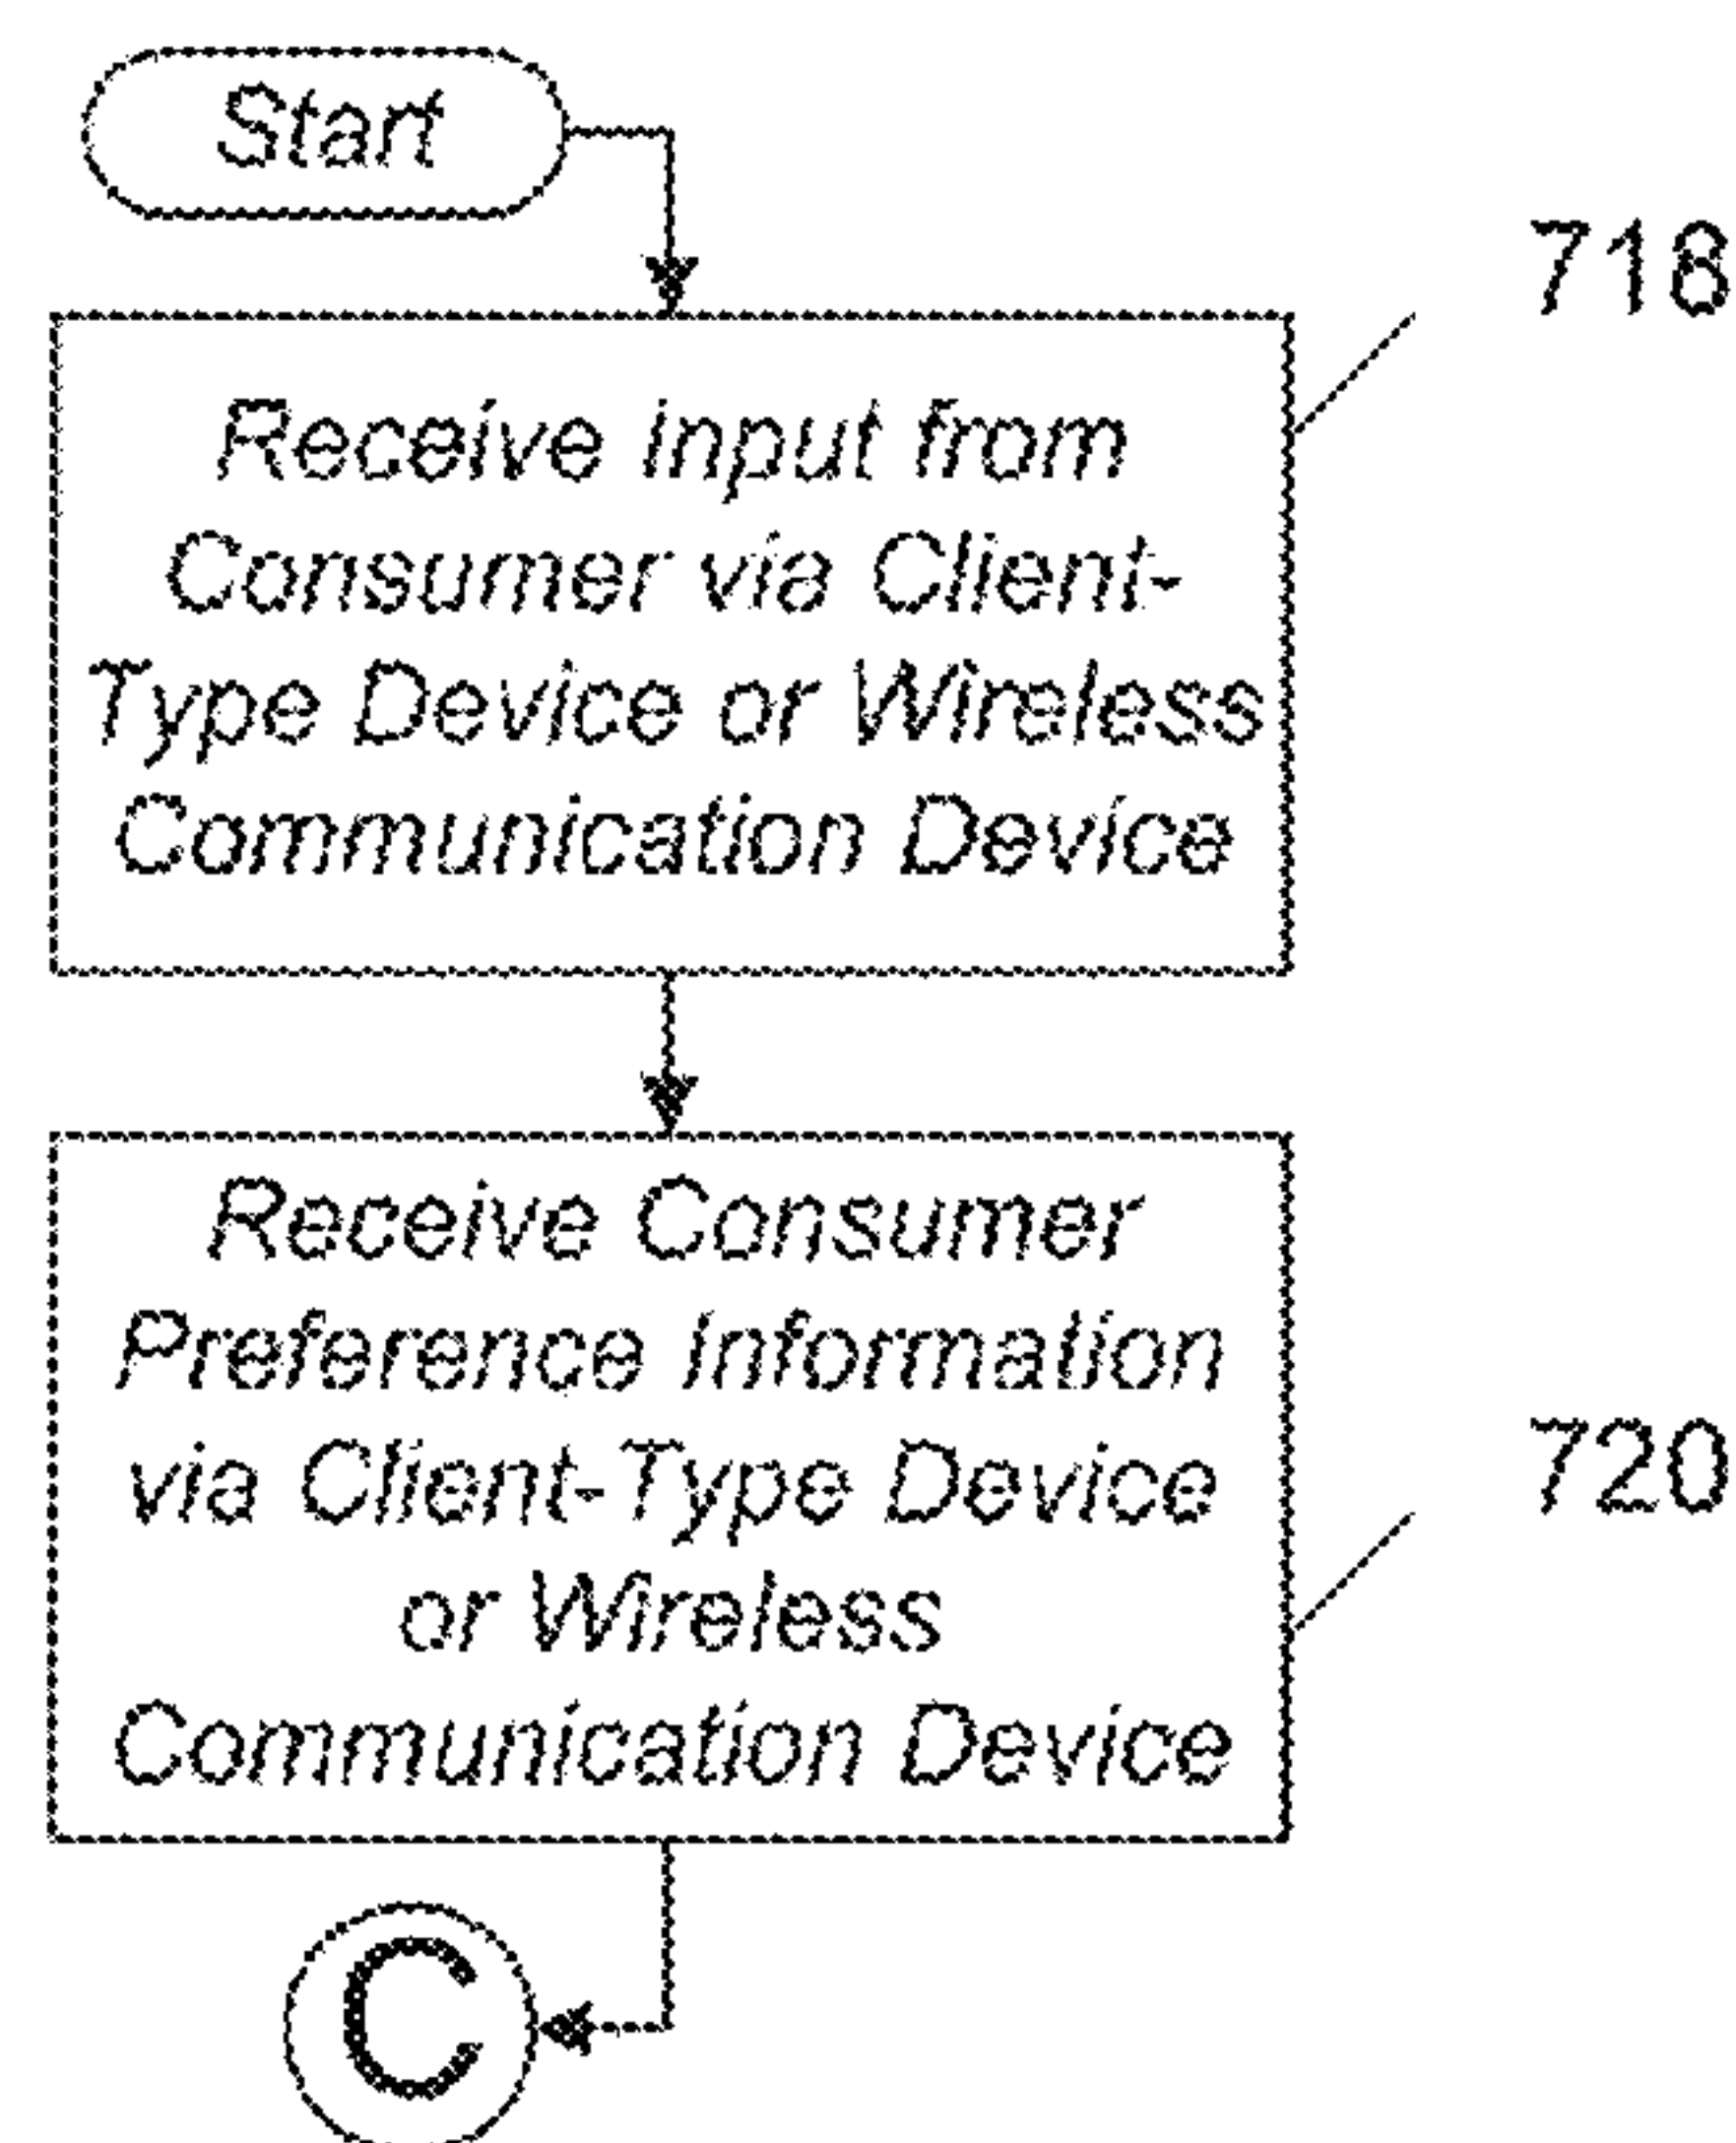 Start
718
Receive input from
Consumer via Client-
Type Device or Wireless
Communication Device
Receive Consumer
Preference Information
via Client-Type Device
or Wireless
Communication Device
720
C